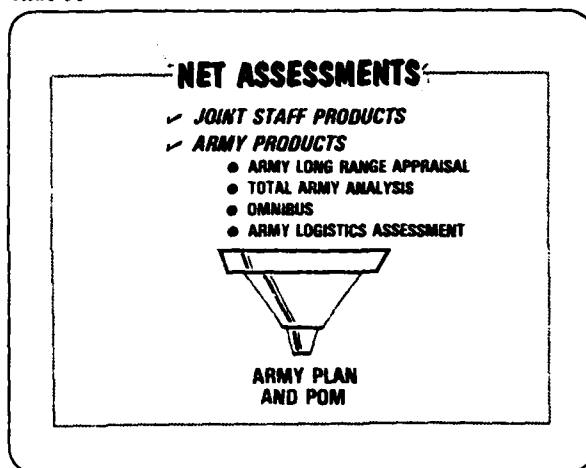 NET ASSESSMENTS
✓ JOINT STAFF PRODUCTS
✓ ARMY PRODUCTS
● ARMY LONG RANGE APPRAISAL
● TOTAL ARMY ANALYSIS
● OMNIBUS
● ARMY LOGISTICS ASSESSMENT
ARMY PLAN
AND POM